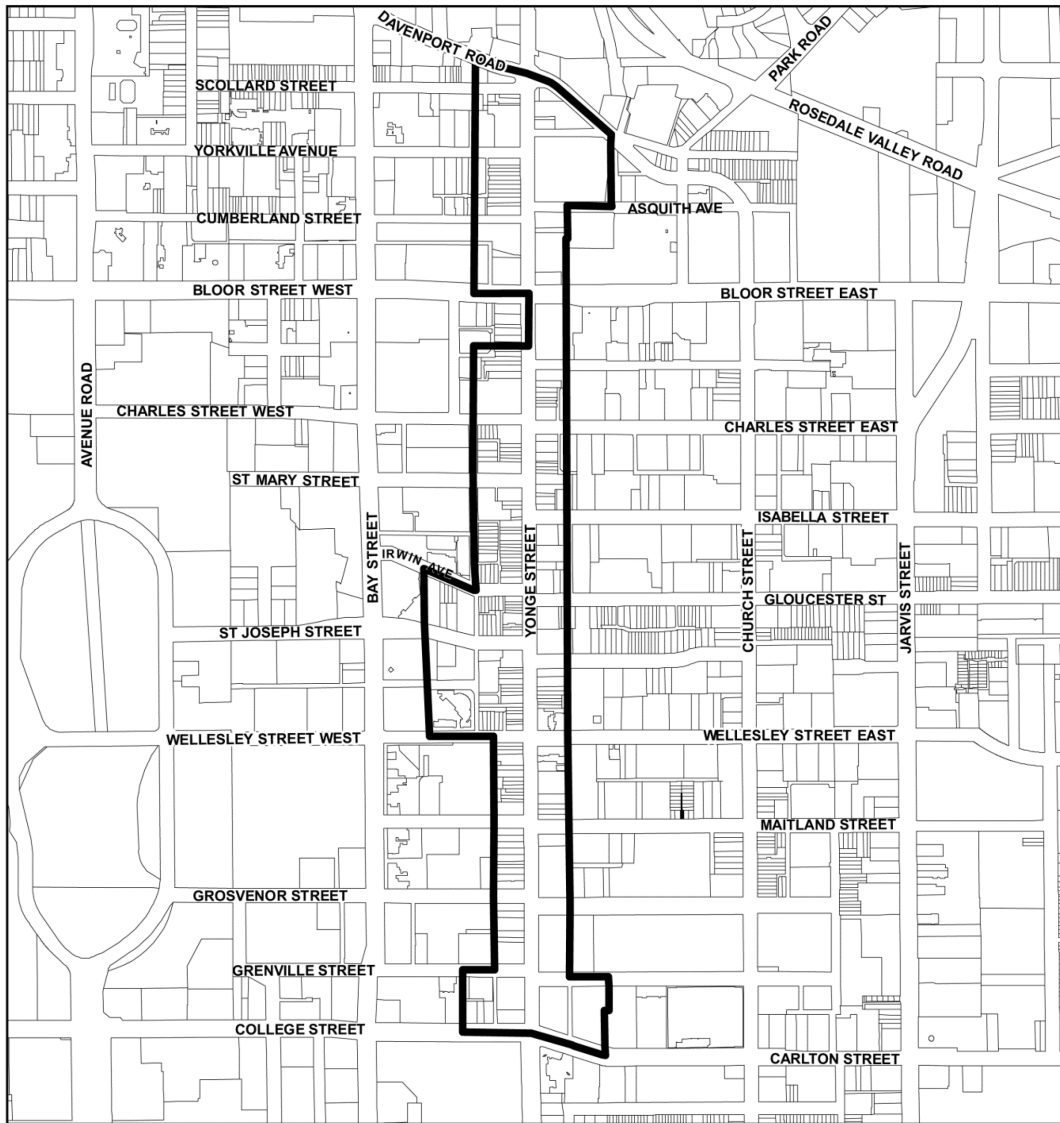 DAVENPORT ROAD
PARK ROAD
SCOLLARD STREET
ROSEDALE VALLEY ROAD
YORKVILLE AVENUE
ASQUITH AVE
CUMBERLAND STREET
BLOOR STREET WEST
BLOOR STREET EAST
AVENUE ROAD
CHARLES STREET WEST
CHARLES STREET EAST
ST MARY STREET
BAY STREET
ISABELLA STREET
IRWIN AVE
YONGE STREET
CHURCH STREET
JARVIS STREET
GLOUCESTER ST
ST JOSEPH STREET
WELLESLEY STREET WEST
WELLESLEY STREET EAST
MAITLAND STREET
GROSVENOR STREET
GRENVILLE STREET
COLLEGE STREET
CARLTON STREET